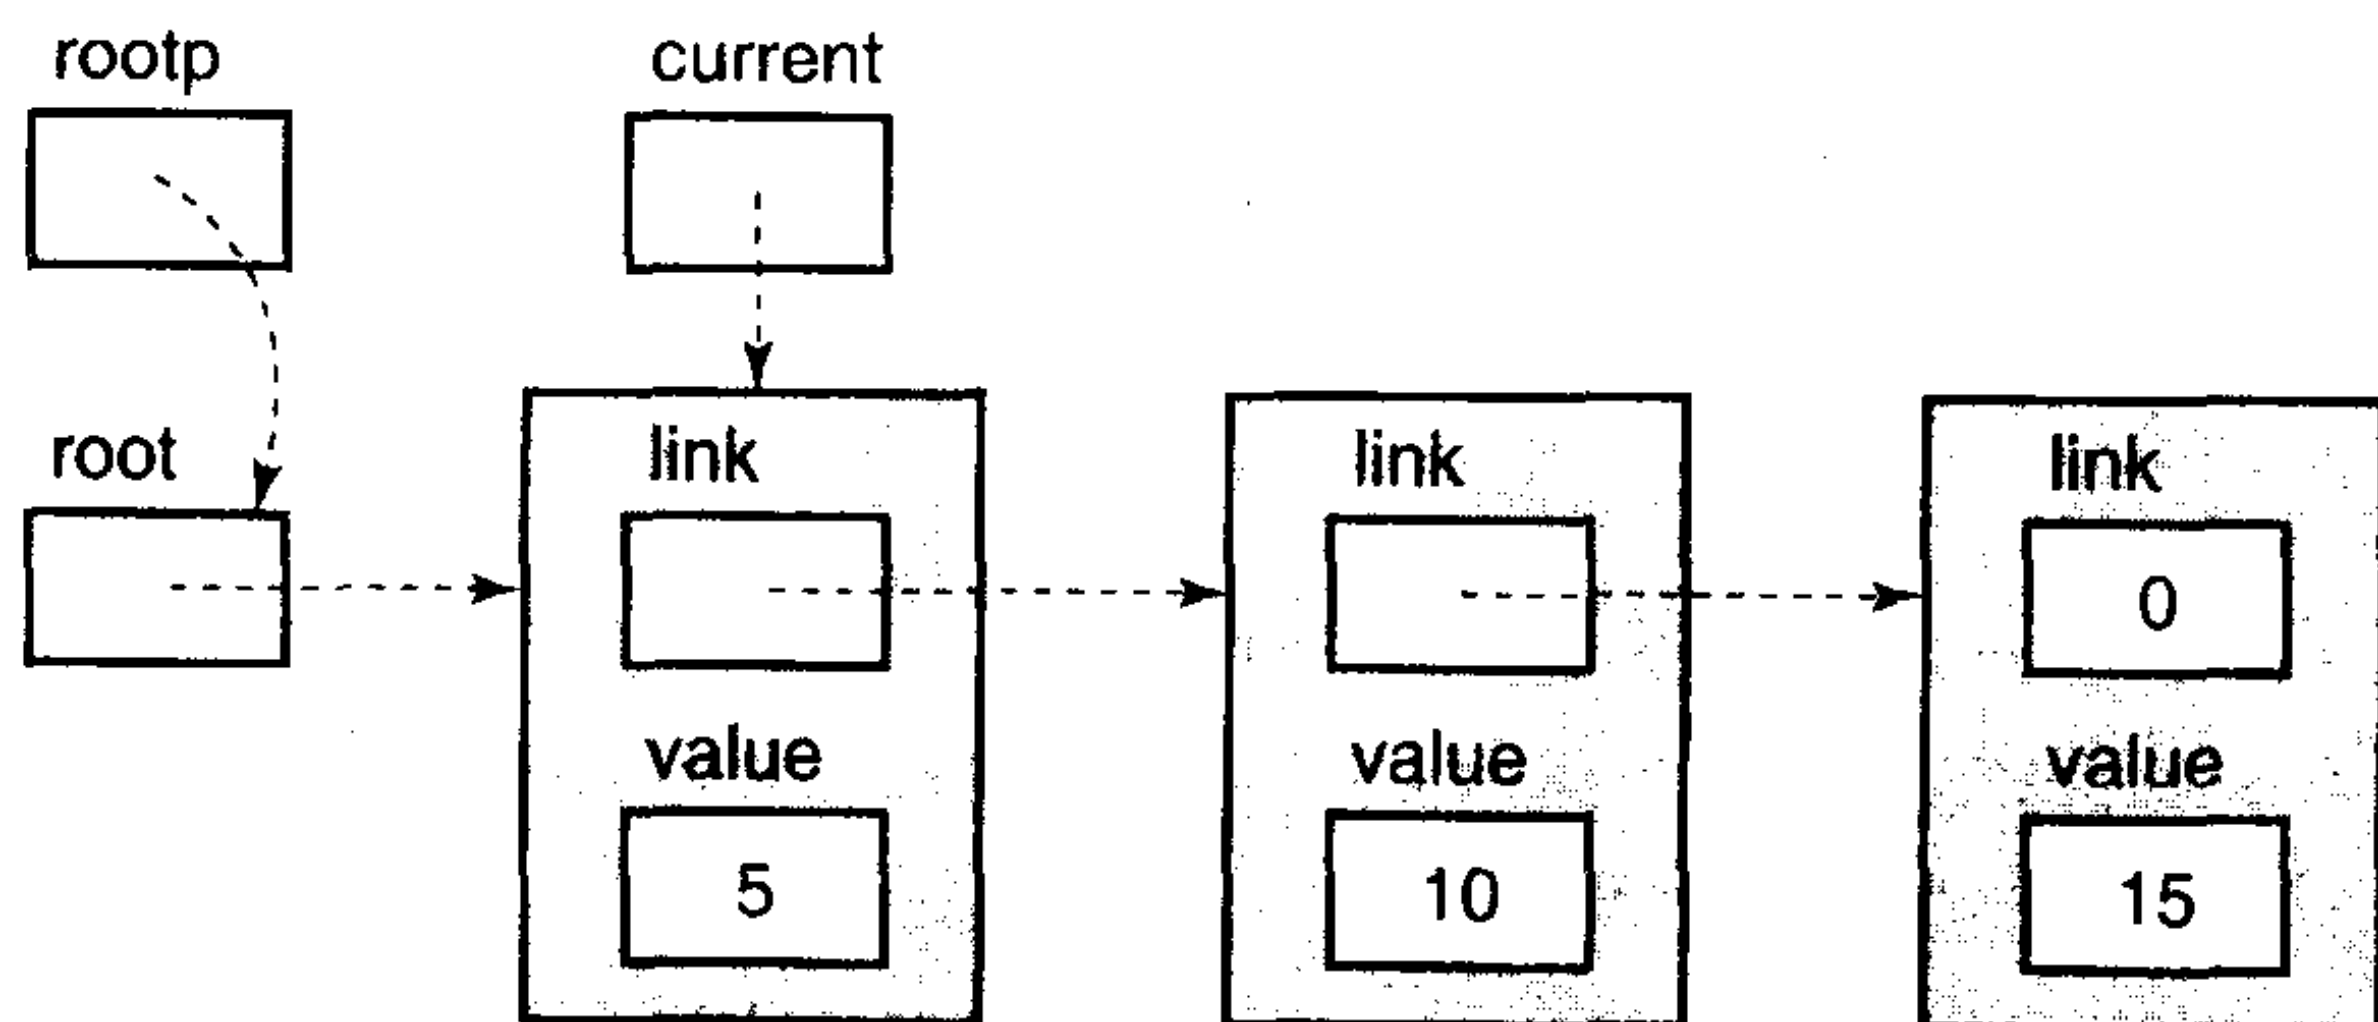 rootp current
root link link link
0
value value value
5 10 15